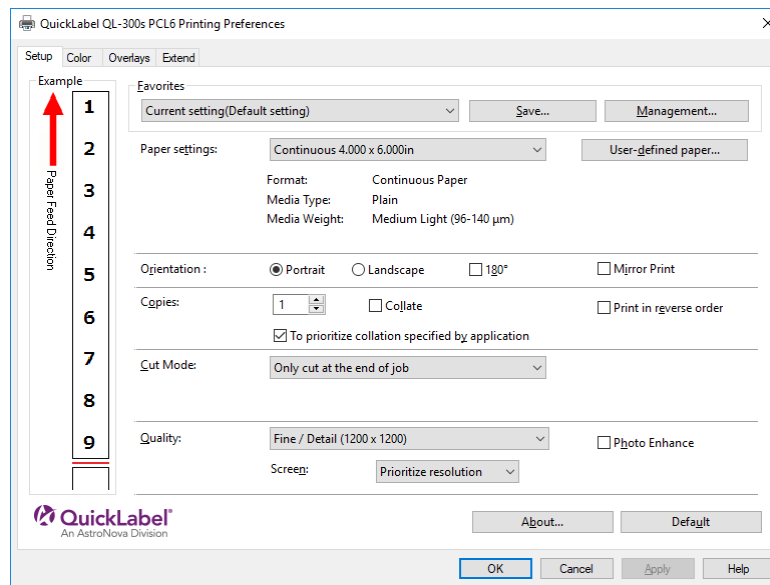 QuickLabel QL-300s PCL6 Printing Preferences
Setup Color Overlays Extend
Example
Paper Feed Direction
1
2
3
4
5
6
7
8
9
Favorites
Current setting(Default setting) Save... Management...
Paper settings: Continuous 4.000 x 6.000in User-defined paper...
Format: Continuous Paper
Media Type: Plain
Media Weight: Medium Light (96-140 µm)
Orientation : Portrait Landscape 180° Mirror Print
Copies: 1 Collate Print in reverse order
To prioritize collation specified by application
Cut Mode: Only cut at the end of job
Quality: Fine / Detail (1200 x 1200) Photo Enhance
Screen: Prioritize resolution
QuickLabel®
An AstroNova Division
About... Default
OK Cancel Apply Help